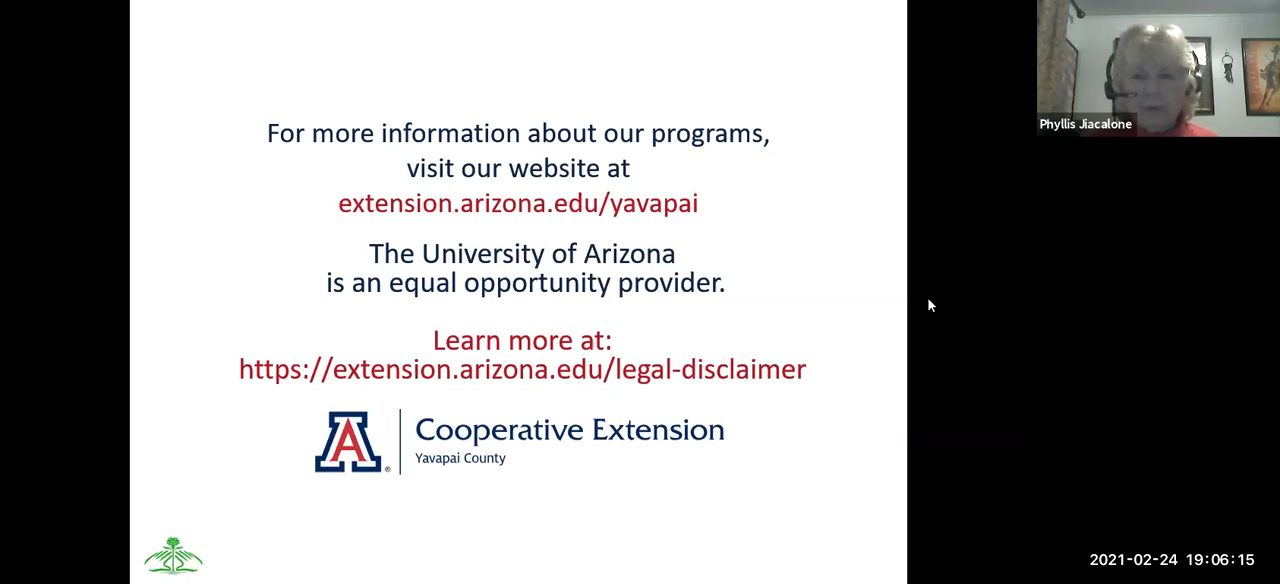 For more information about our programs,
visit our website at
extension.arizona.edu/yavapai
The University of Arizona
is an equal opportunity provider.
Learn more at:
https://extension.arizona.edu/legal-disclaimer
A ®
Cooperative Extension
Yavapai County
Phyllis Jiacalone
2021-02-24 19:06:15